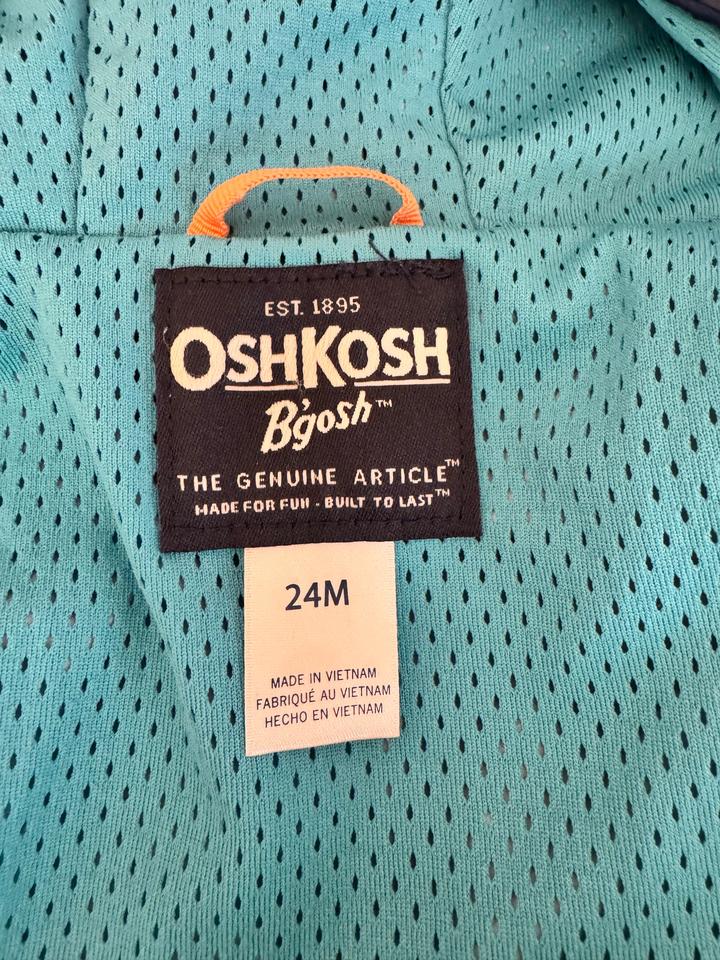 EST. 1895
OSHKOSH
B'gosh™
THE GENUINE ARTICLE™
MADE FOR FUN - BUILT TO LAST™
24M
MADE IN VIETNAM
FABRIQUÉ AU VIETNAM
HECHO EN VIETNAM